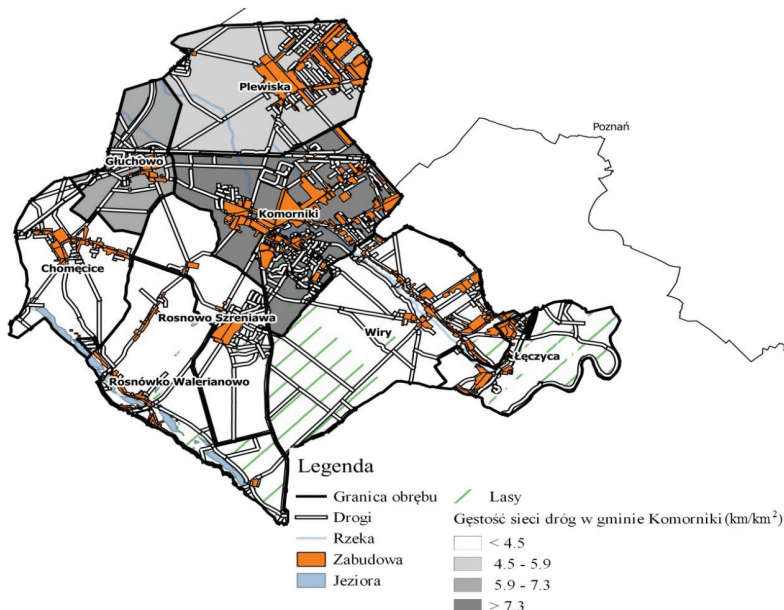 Plewiska
Poznań
Głuchowo
Komorniki
Chomęcice
Rosnowo Szreniawa
Wiry
Łęczyca
Rosnówko Walerianowo
Legenda
Granica obrębu
Drogi
Rzeka
Zabudowa
Jeziora
Lasy
Gęstość sieci dróg w gminie Komorniki (km/km²)
< 4.5
4.5 - 5.9
5.9 - 7.3
> 7.3